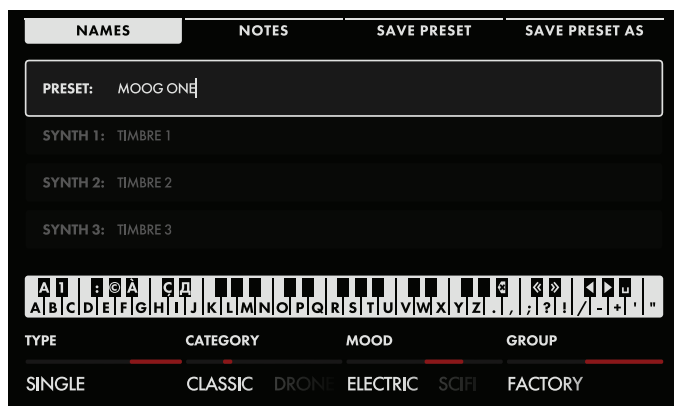 NAMES NOTES SAVE PRESET SAVE PRESET AS
PRESET: MOOG ONE
SYNTH 1: TIMBRE 1
SYNTH 2: TIMBRE 2
SYNTH 3: TIMBRE 3
A 1 : © À Ç Д « »
A B C D E F G H I J K L M N O P Q R S T U V W X Y Z . , ; ? ! / - + ' "
TYPE CATEGORY MOOD GROUP
SINGLE CLASSIC DRONE ELECTRIC SCIFI FACTORY